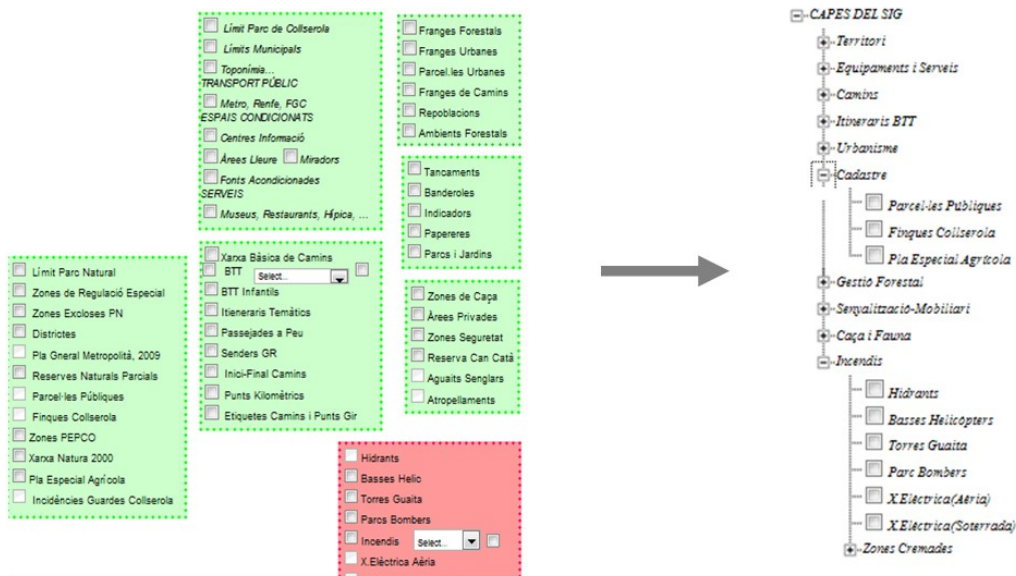 Límit Parc de Collserola
Límits Municipals
Toponímia...
TRANSPORT PÚBLIC
Metro, Renfe, FGC
ESPAIS CONDICIONATS
Centres Informació
Árees Lleure Miradors
Fonts Acondicionades
SERVEIS
Museus, Restaurants, Hípica, ...
Franges Forestals
Franges Urbanes
Parcel.les Urbanes
Franges de Camins
Repoblacions
Ambients Forestals
Tancaments
Banderoles
Indicadors
Papereres
Parcs i Jardins
Límit Parc Natural
Zones de Regulació Especial
Zones Excloses PN
Districtes
Pla Gneral Metropolità, 2009
Reserves Naturals Parcials
Parcel·les Públiques
Finques Collserola
Zones PEPCO
Xarxa Natura 2000
Pla Especial Agrícola
Incidències Guardes Collserola
Xarxa Bàsica de Camins
BTT Select...
BTT Infantils
Itieneraris Temàtics
Passejades a Peu
Senders GR
Inici-Final Camins
Punts Kilomètrics
Etiquetes Camins i Punts Gir
Zones de Caça
Àrees Privades
Zones Seguretat
Reserva Can Catà
Aguaits Senglars
Atropellaments
Hidrants
Basses Helic
Torres Guaita
Parcs Bombers
Incendis Select...
X.Elèctrica Aèria
CAPES DEL SIG
Territori
Equipaments i Serveis
Camins
Itineraris BTT
Urbanisme
Cadastre
Parcel·les Públiques
Finques Collserola
Pla Especial Agrícola
Gestió Forestal
Senyalització-Mobiliari
Caça i Fauna
Incendis
Hidrants
Basses Helicòpters
Torres Guaita
Parc Bombers
X.Elèctrica(Aèria)
X.Elèctrica(Soterrada)
Zones Cremades